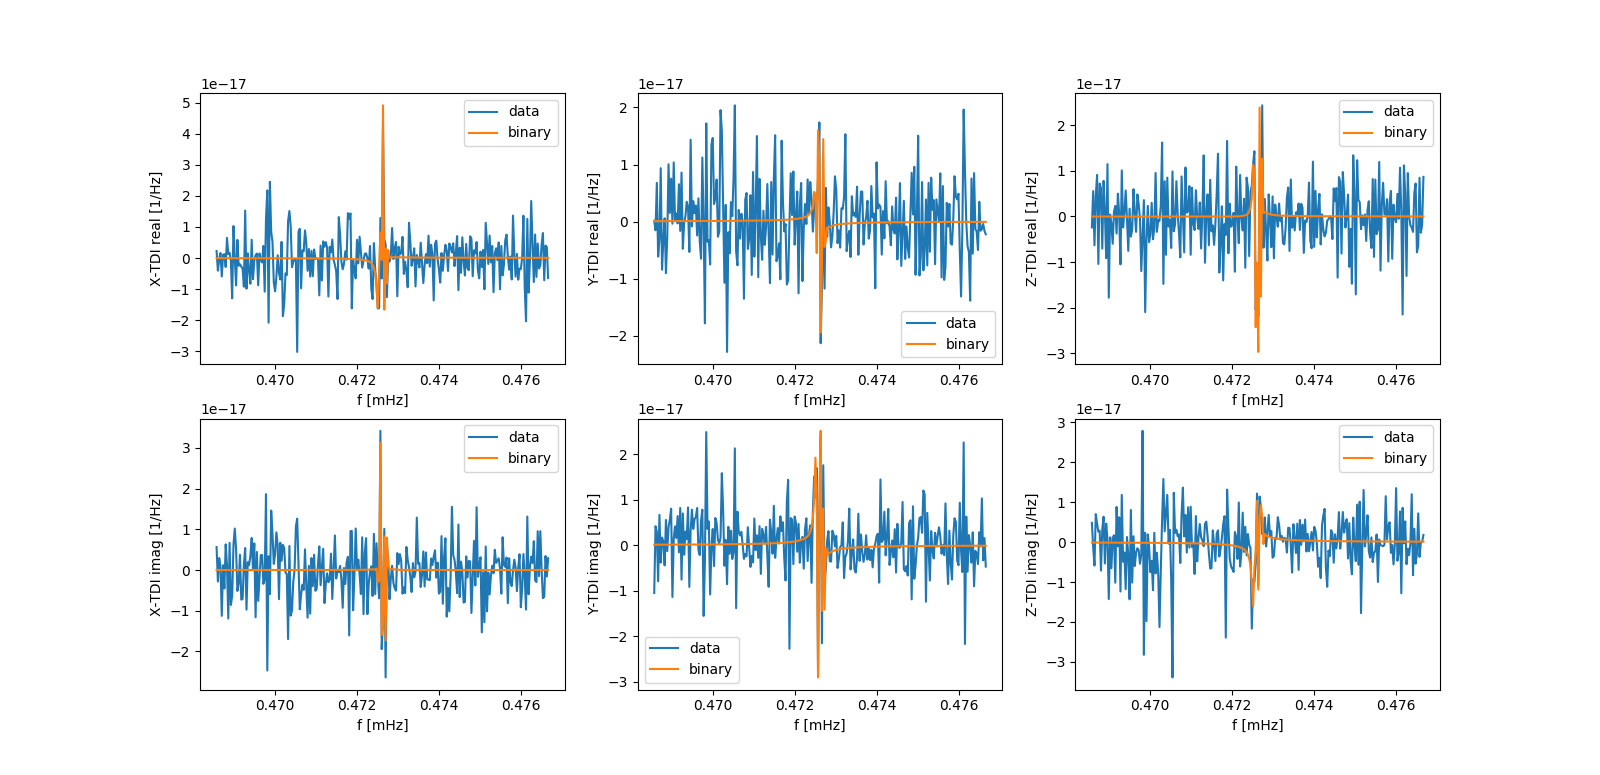 1e−17
X-TDI real [1/Hz]
5
4
3
2
1
0
−1
−2
−3
0.470 0.472 0.474 0.476
f [mHz]
data
binary
1e−17
Y-TDI real [1/Hz]
2
1
0
−1
−2
0.470 0.472 0.474 0.476
f [mHz]
data
binary
1e−17
Z-TDI real [1/Hz]
2
1
0
−1
−2
−3
0.470 0.472 0.474 0.476
f [mHz]
data
binary
1e−17
X-TDI imag [1/Hz]
3
2
1
0
−1
−2
0.470 0.472 0.474 0.476
f [mHz]
data
binary
1e−17
Y-TDI imag [1/Hz]
2
1
0
−1
−2
−3
0.470 0.472 0.474 0.476
f [mHz]
data
binary
1e−17
Z-TDI imag [1/Hz]
3
2
1
0
−1
−2
−3
0.470 0.472 0.474 0.476
f [mHz]
data
binary